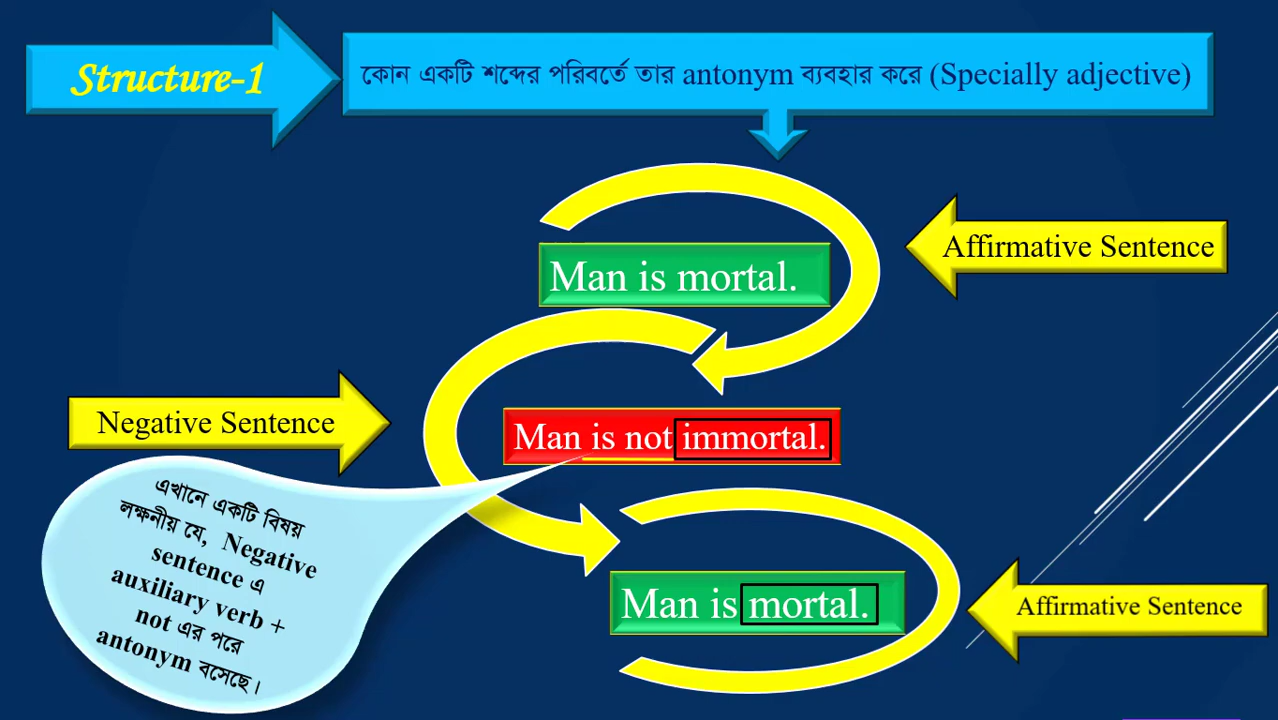 Structure-1
কোন একটি শব্দের পরিবর্তে তার antonym ব্যবহার করে (Specially adjective)
Affirmative Sentence
Man is mortal.
Negative Sentence
Man is not immortal.
এখানে একটি বিষয়
লক্ষনীয় যে, Negative
sentence এ
auxiliary verb +
not এর পরে
antonym বসেছে।
Man is mortal.
Affirmative Sentence